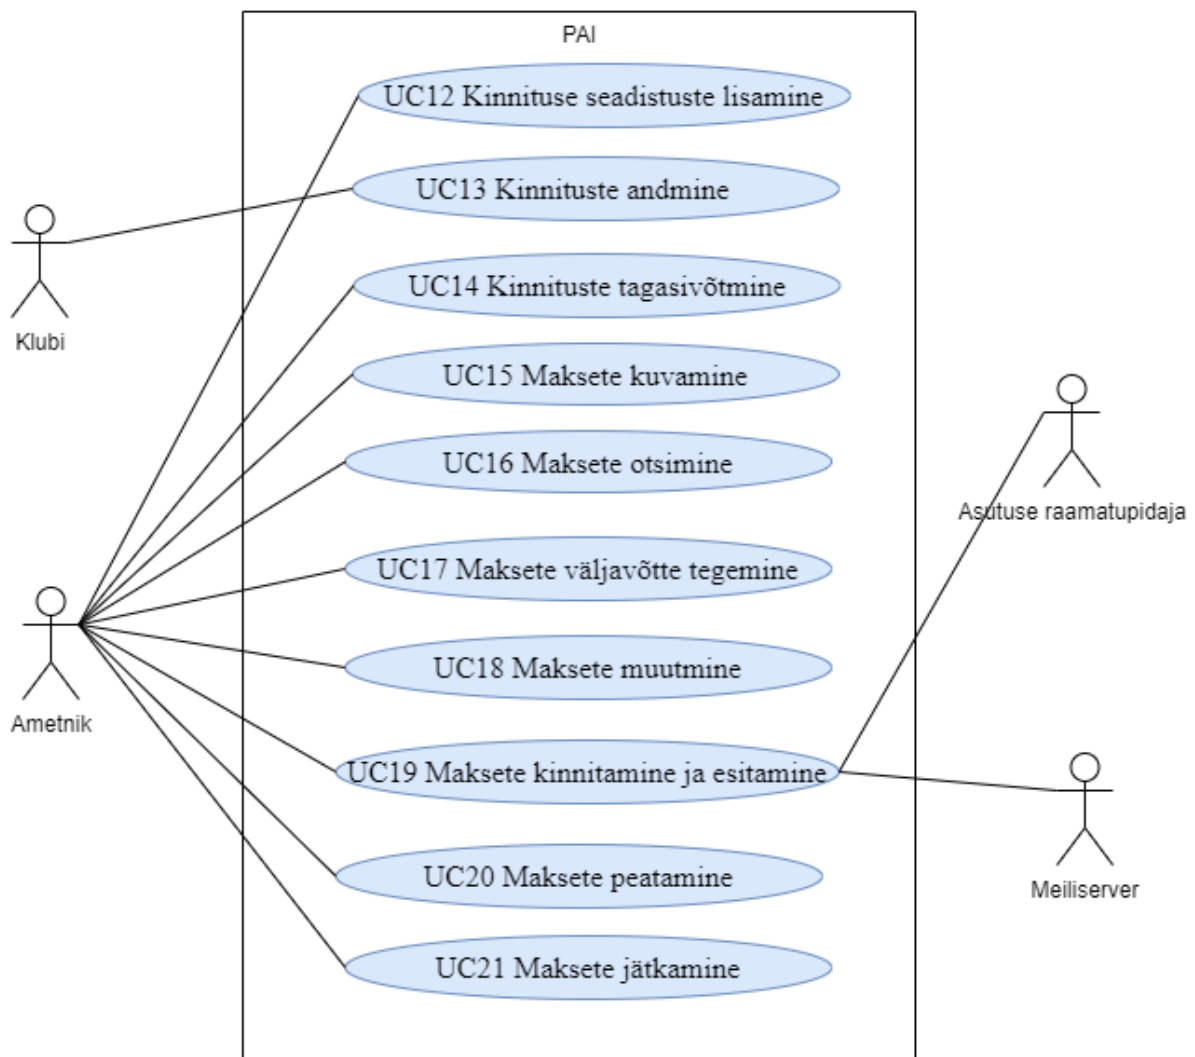 PAI
UC12 Kinnituse seadistuste lisamine
UC13 Kinnituste andmine
UC14 Kinnituste tagasivõtmine
Klubi
UC15 Maksete kuvamine
UC16 Maksete otsimine
Asutuse raamatupidaja
UC17 Maksete väljavõtte tegemine
UC18 Maksete muutmine
Ametnik
UC19 Maksete kinnitamine ja esitamine
UC20 Maksete peatamine
Meiliserver
UC21 Maksete jätkamine